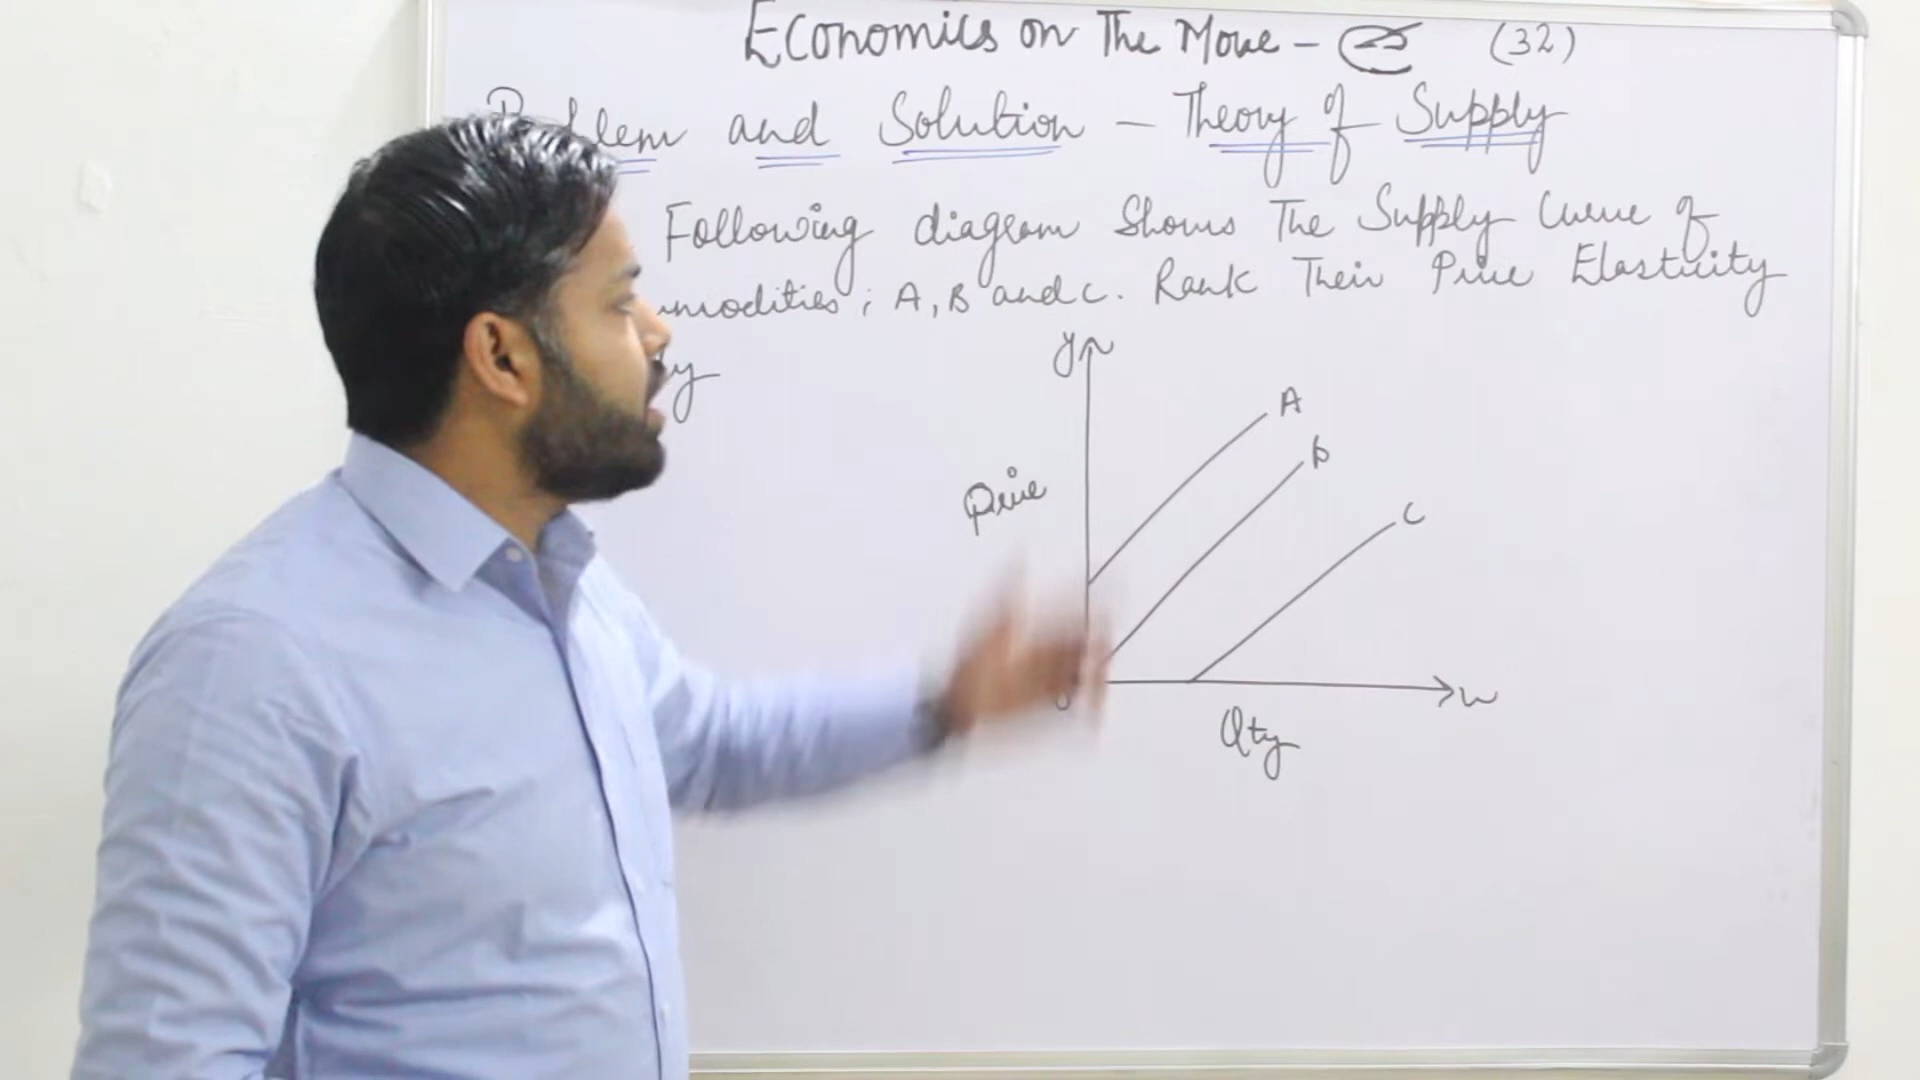 Economics on The Move - (32)
Problem and Solution - Theory of Supply
Following diagram Shows The Supply Curve of
A, B and C. Rank Their Price Elasticity
y
A
B
Price
C
Qty